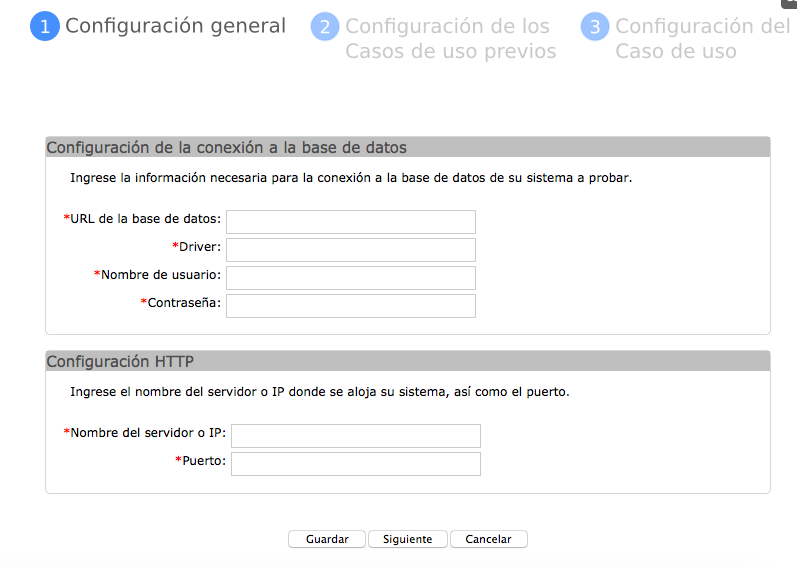 1 Configuración general
2 Configuración de los
Casos de uso previos
3 Configuración del
Caso de uso
Configuración de la conexión a la base de datos
Ingrese la información necesaria para la conexión a la base de datos de su sistema a probar.
*URL de la base de datos:
*Driver:
*Nombre de usuario:
*Contraseña:
Configuración HTTP
Ingrese el nombre del servidor o IP donde se aloja su sistema, así como el puerto.
*Nombre del servidor o IP:
*Puerto:
Guardar Siguiente Cancelar